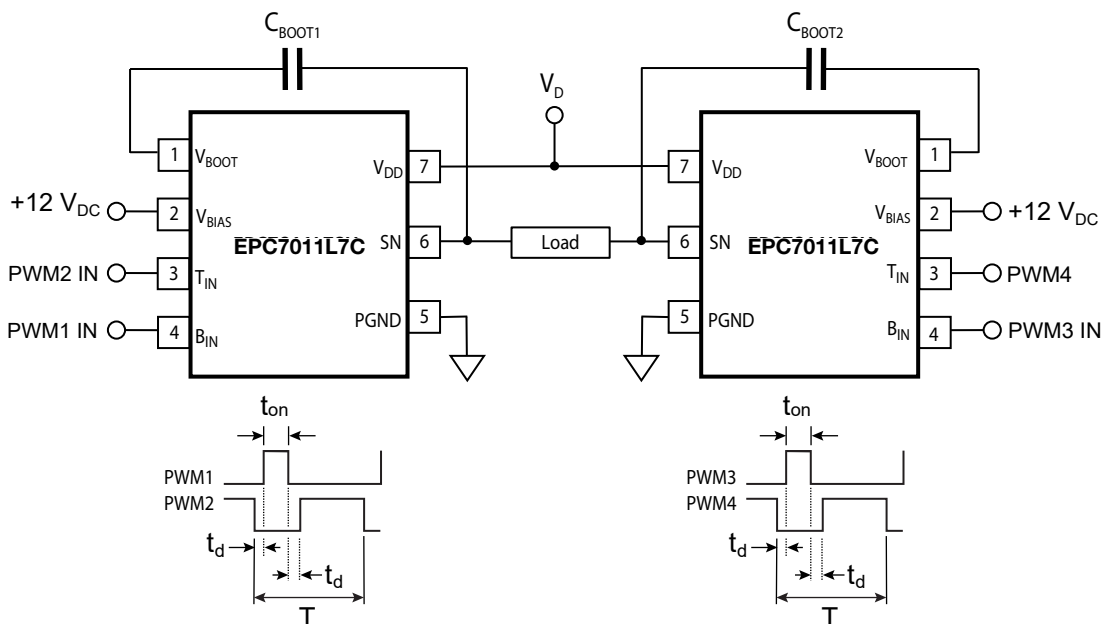 C_BOOT1
C_BOOT2
V_D
1 V_BOOT
V_DD 7
7 V_DD
V_BOOT 1
+12 V_DC
2 V_BIAS
V_BIAS 2
+12 V_DC
EPC7011L7C
SN 6
Load
6 SN
EPC7011L7C
PWM2 IN
3 T_IN
T_IN 3
PWM4
PGND 5
5 PGND
PWM1 IN
4 B_IN
B_IN 4
PWM3 IN
t_on
PWM1
PWM2
t_d
t_d
T
t_on
PWM3
PWM4
t_d
t_d
T